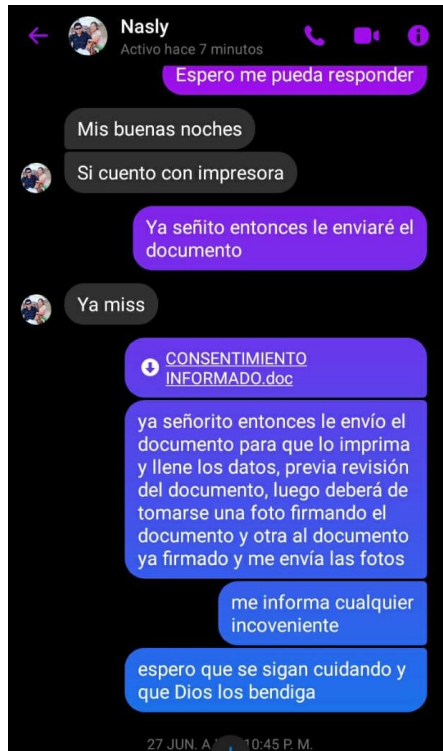 Nasly
Activo hace 7 minutos
Espero me pueda responder
Mis buenas noches
Si cuento con impresora
Ya señito entonces le enviaré el
documento
Ya miss
CONSENTIMIENTO
INFORMADO.doc
ya señorito entonces le envío el
documento para que lo imprima
y llene los datos, previa revisión
del documento, luego deberá de
tomarse una foto firmando el
documento y otra al documento
ya firmado y me envía las fotos
me informa cualquier
incoveniente
espero que se sigan cuidando y
que Dios los bendiga
27 JUN. A 10:45 P. M.